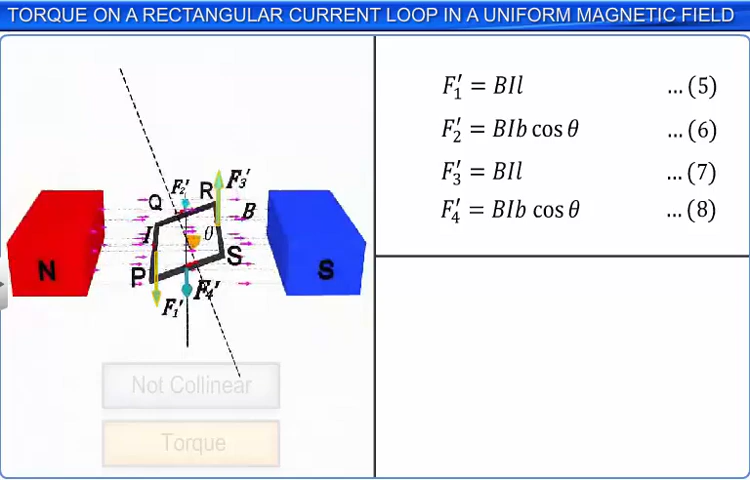 TORQUE ON A RECTANGULAR CURRENT LOOP IN A UNIFORM MAGNETIC FIELD
F₁′ = BIl ...(5)
F₂′ = BIb cos θ ...(6)
F₃′ = BIl ...(7)
F₄′ = BIb cos θ ...(8)
F₂′ R F₃′
Q B
I θ
N P S S
F₄′
F₁′
Not Collinear
Torque